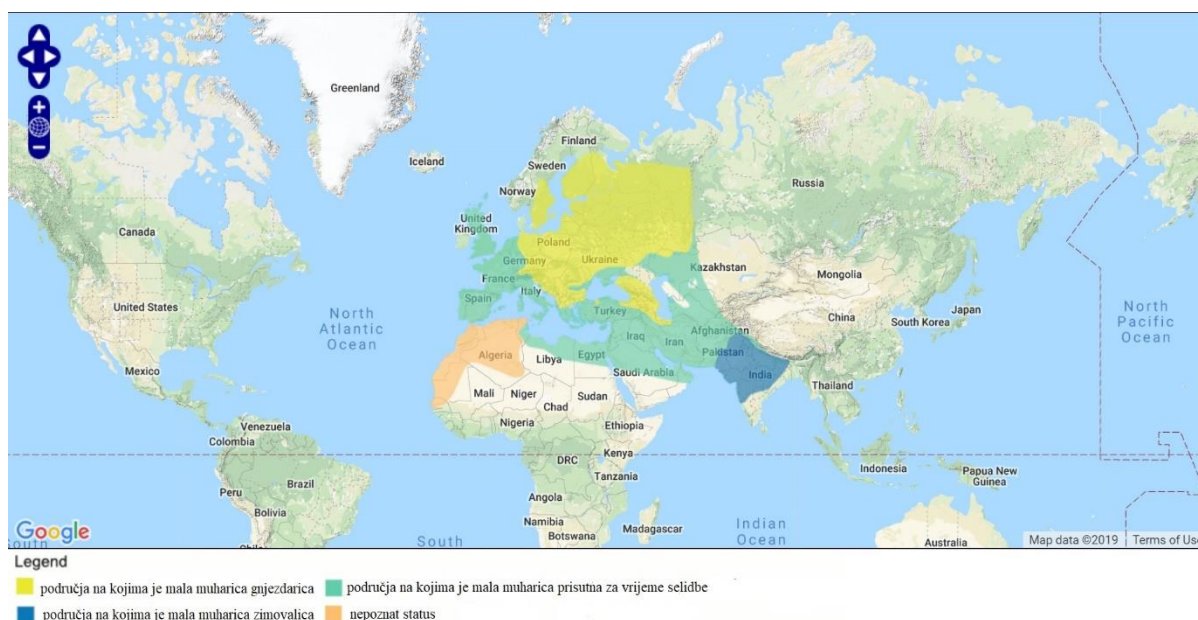 Greenland
Finland
Iceland
Sweden
Norway
Russia
United
Kingdom
Canada
Poland
Germany
Ukraine
France
Kazakhstan
Mongolia
Italy
Spain
Turkey
United States
Japan
North
Atlantic
Ocean
China
South Korea
North
Pacific
Ocean
Afghanistan
Iraq
Iran
Algeria
Libya
Egypt
Pakistan
Mexico
Saudi Arabia
India
Mali
Niger
Sudan
Chad
Thailand
Nigeria
Ethiopia
Venezuela
Colombia
Kenya
DRC
Indonesia
Papua New
Guinea
Tanzania
Peru
Brazil
Angola
Bolivia
Namibia
Botswana
Madagascar
Indian
Ocean
Australia
Google
South
Map data ©2019 Terms of Us
Legend
područja na kojima je mala muharica gnjezdarica područja na kojima je mala muharica prisutna za vrijeme selidbe
područja na kojima je mala muharica zimovalica nepoznat status